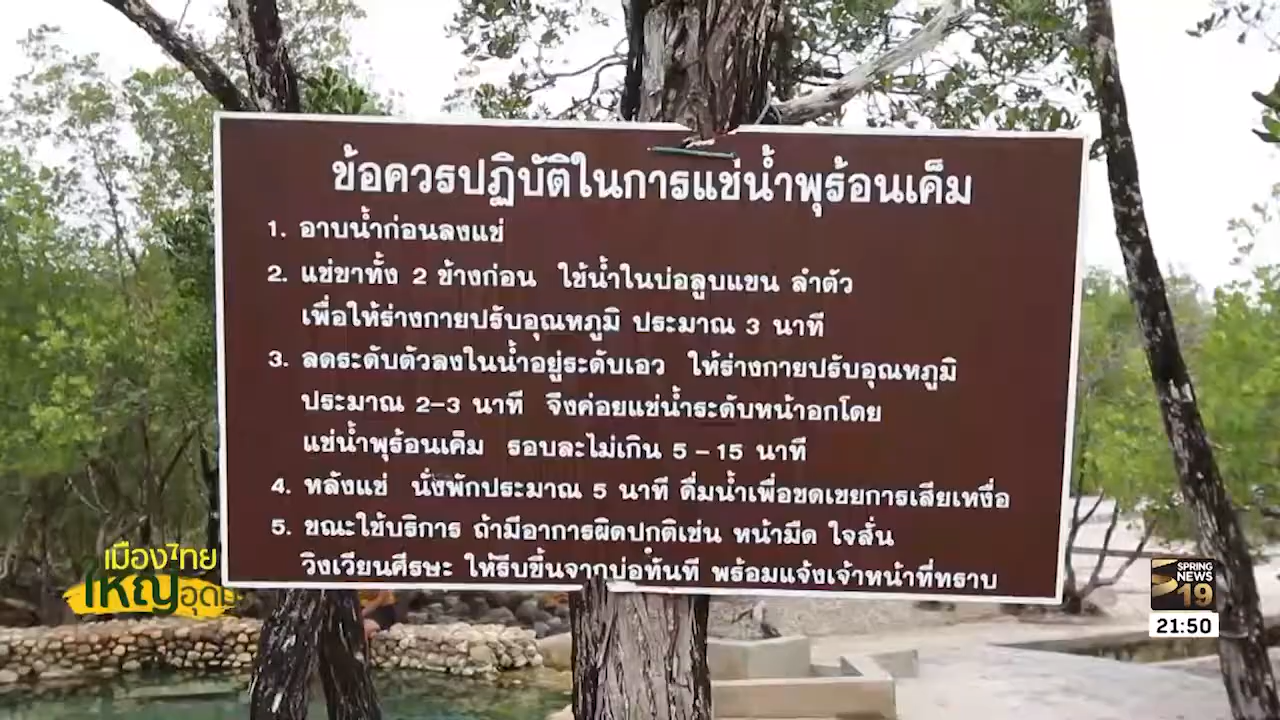 ข้อควรปฏิบัติในการแช่น้ำพุร้อนเค็ม
1. อาบน้ำก่อนลงแช่
2. แช่ขาทั้ง 2 ข้างก่อน ใช้น้ำในบ่อลูบแขน ลำตัว
เพื่อให้ร่างกายปรับอุณหภูมิ ประมาณ 3 นาที
3. ลดระดับตัวลงในน้ำอยู่ระดับเอว ให้ร่างกายปรับอุณหภูมิ
ประมาณ 2-3 นาที จึงค่อยแช่น้ำระดับหน้าอกโดย
แช่น้ำพุร้อนเค็ม รอบละไม่เกิน 5 - 15 นาที
4. หลังแช่ นั่งพักประมาณ 5 นาที ดื่มน้ำเพื่อชดเชยการเสียเหงื่อ
5. ขณะใช้บริการ ถ้ามีอาการผิดปกติเช่น หน้ามืด ใจสั่น
วิงเวียนศีรษะ ให้รีบขึ้นจากบ่อทันที พร้อมแจ้งเจ้าหน้าที่ทราบ
เมืองไทย
ใหญ่อุดม
SPRING
NEWS
19
21:50